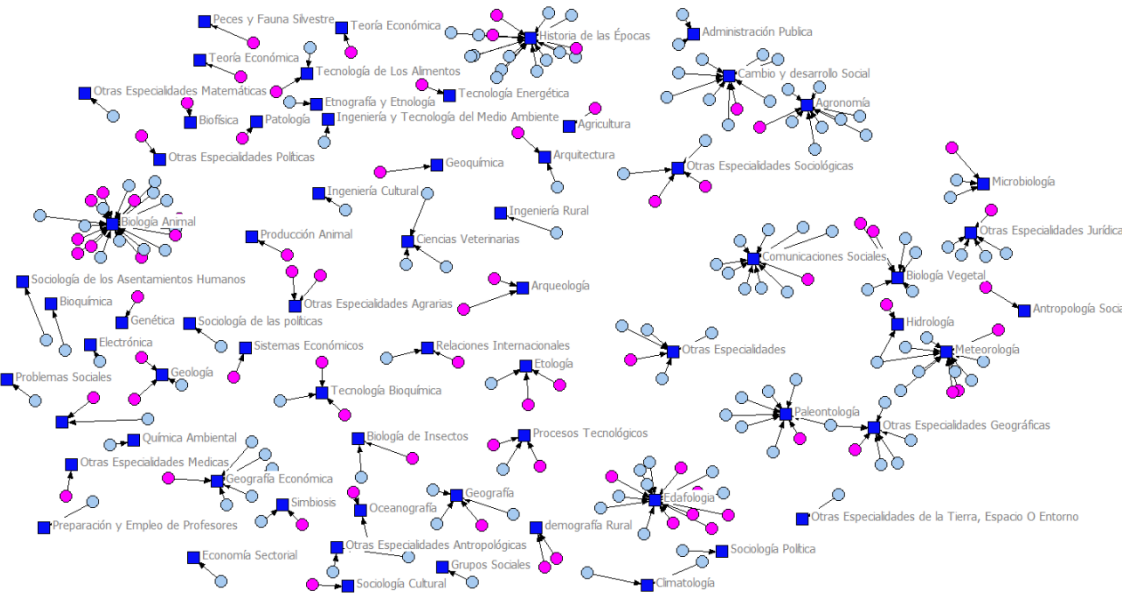 Peces y Fauna Silvestre
Teoría Económica
Historia de las Épocas
Administración Publica
Teoría Económica
Tecnología de Los Alimentos
Cambio y desarrollo Social
Otras Especialidades Matemáticas
Etnografía y Etnología
Tecnología Energética
Agronomía
Biofísica
Patología
Ingeniería y Tecnología del Medio Ambiente
Agricultura
Otras Especialidades Políticas
Geoquímica
Arquitectura
Otras Especialidades Sociológicas
Microbiología
Ingeniería Cultural
Ingeniería Rural
Biología Animal
Producción Animal
Ciencias Veterinarias
Otras Especialidades Jurídica
Comunicaciones Sociales
Sociología de los Asentamientos Humanos
Biología Vegetal
Bioquímica
Arqueología
Otras Especialidades Agrarias
Antropología Socia
Genética
Sociología de las políticas
Hidrología
Electrónica
Sistemas Económicos
Relaciones Internacionales
Otras Especialidades
Meteorología
Problemas Sociales
Geología
Etología
Tecnología Bioquímica
Paleontología
Otras Especialidades Geográficas
Química Ambiental
Biología de Insectos
Procesos Tecnológicos
Otras Especialidades Medicas
Geografía Económica
Geografía
Edafologia
Simbiosis
Oceanografía
Preparación y Empleo de Profesores
demografía Rural
Otras Especialidades de la Tierra, Espacio O Entorno
Otras Especialidades Antropológicas
Sociología Política
Economía Sectorial
Grupos Sociales
Sociología Cultural
Climatología